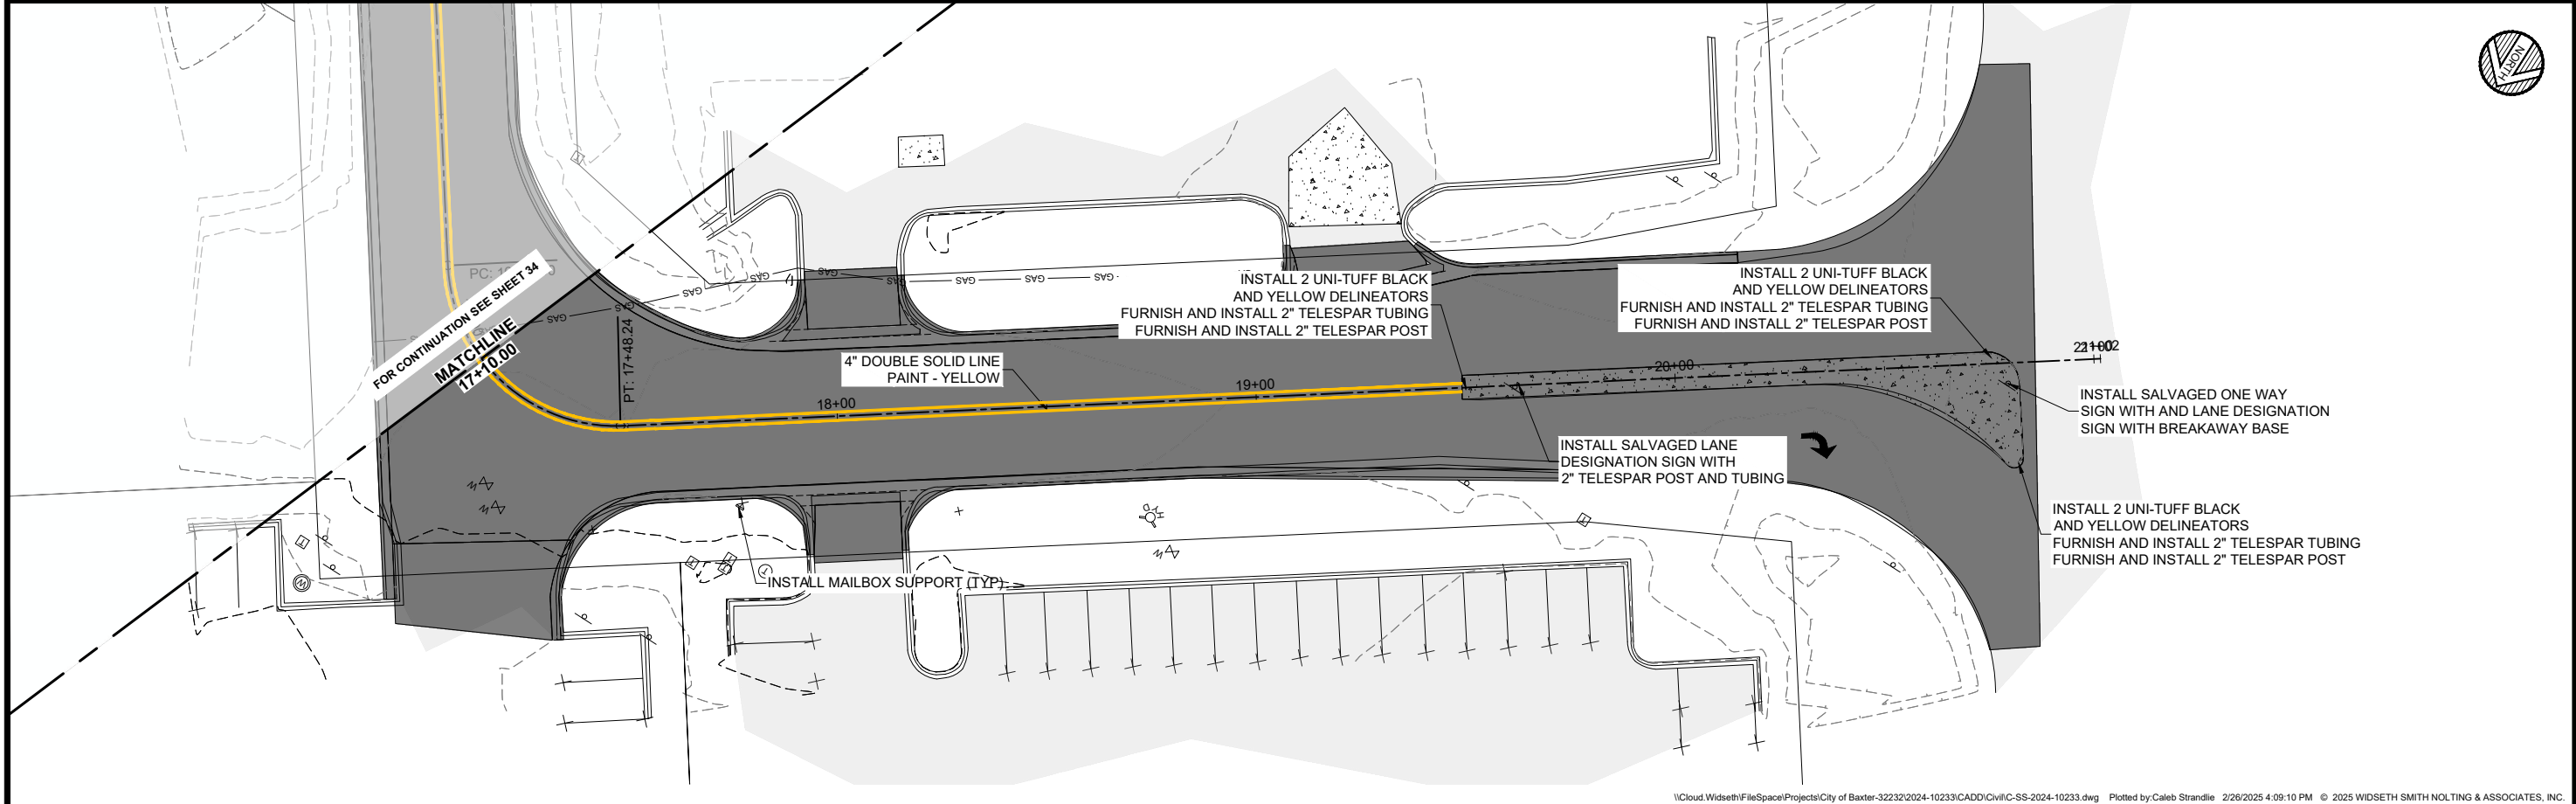 NORTH
FOR CONTINUATION SEE SHEET 34
MATCHLINE
17+10.00
PT: 17+48.24
GAS
GAS
GAS
GAS
GAS
GAS
GAS
GAS
GAS
GAS
4" DOUBLE SOLID LINE
PAINT - YELLOW
18+00
19+00
20+00
INSTALL 2 UNI-TUFF BLACK
AND YELLOW DELINEATORS
FURNISH AND INSTALL 2" TELESPAR TUBING
FURNISH AND INSTALL 2" TELESPAR POST
INSTALL 2 UNI-TUFF BLACK
AND YELLOW DELINEATORS
FURNISH AND INSTALL 2" TELESPAR TUBING
FURNISH AND INSTALL 2" TELESPAR POST
INSTALL SALVAGED ONE WAY
SIGN WITH AND LANE DESIGNATION
SIGN WITH BREAKAWAY BASE
INSTALL SALVAGED LANE
DESIGNATION SIGN WITH
2" TELESPAR POST AND TUBING
INSTALL 2 UNI-TUFF BLACK
AND YELLOW DELINEATORS
FURNISH AND INSTALL 2" TELESPAR TUBING
FURNISH AND INSTALL 2" TELESPAR POST
HYD
INSTALL MAILBOX SUPPORT (TYP)
\\Cloud.Widseth\FileSpace\Projects\City of Baxter-32232\2024-10233\CADD\Civil\C-SS-2024-10233.dwg Plotted by:Caleb Strandlie 2/26/2025 4:09:10 PM © 2025 WIDSETH SMITH NOLTING & ASSOCIATES, INC.